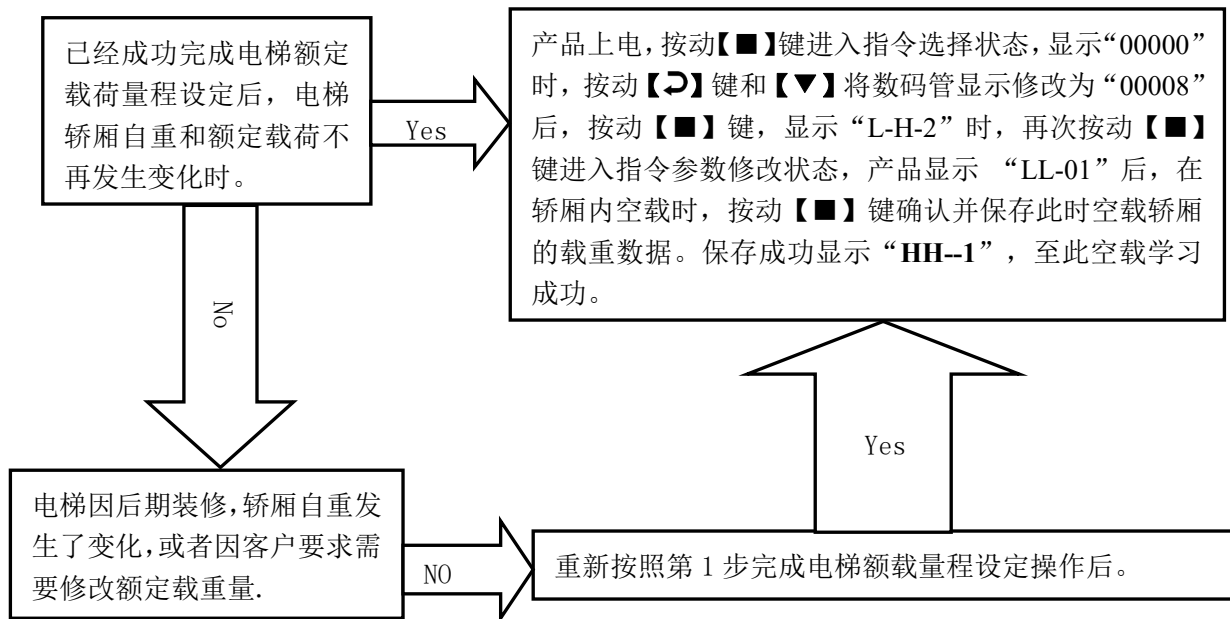 已经成功完成电梯额定
载荷量程设定后，电梯
轿厢自重和额定载荷不
再发生变化时。
Yes
产品上电，按动【■】键进入指令选择状态，显示“00000”
时，按动【⮌】键和【▼】将数码管显示修改为“00008”
后，按动【■】键，显示“L-H-2”时，再次按动【■】
键进入指令参数修改状态，产品显示 “LL-01”后，在
轿厢内空载时，按动【■】键确认并保存此时空载轿厢
的载重数据。保存成功显示“HH--1”，至此空载学习
成功。
No
电梯因后期装修，轿厢自重发
生了变化，或者因客户要求需
要修改额定载重量.
NO
重新按照第 1 步完成电梯额载量程设定操作后。
Yes